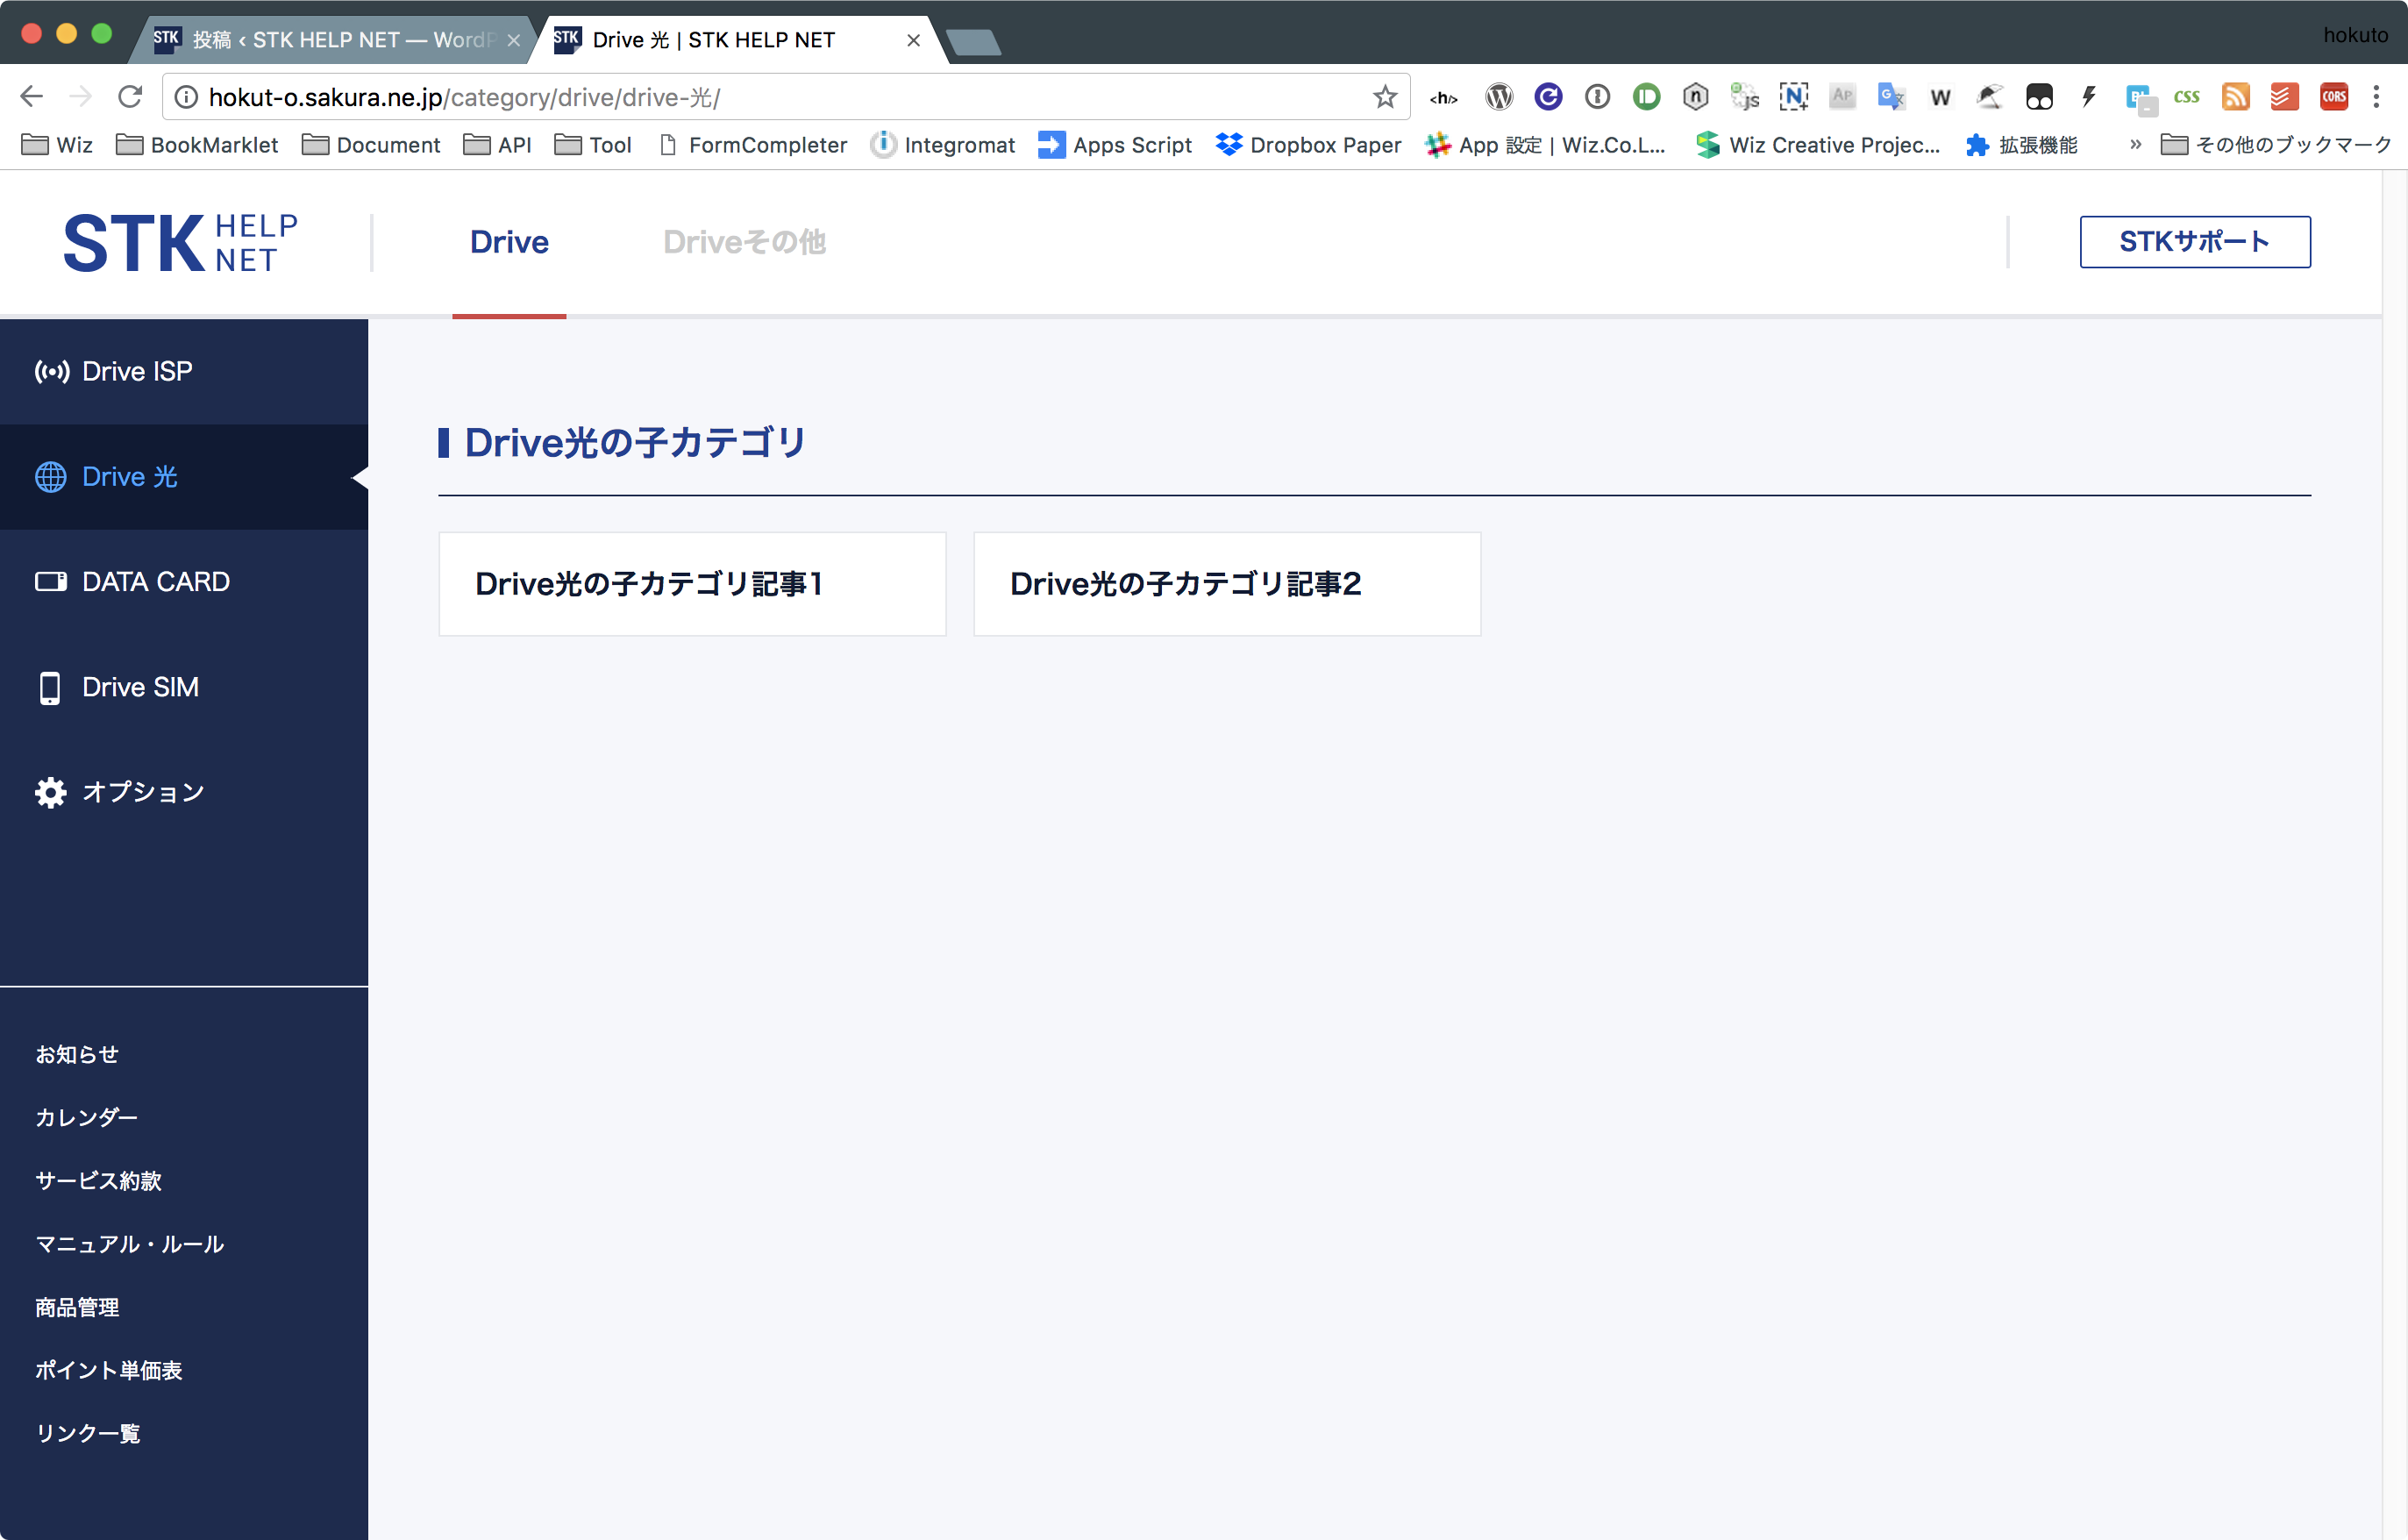 STK 投稿 ‹ STK HELP NET — WordP
STK Drive 光 | STK HELP NET
hokuto
hokut-o.sakura.ne.jp/category/drive/drive-光/
Wiz BookMarklet Document API Tool FormCompleter Integromat Apps Script Dropbox Paper App 設定 | Wiz.Co.L... Wiz Creative Projec... 拡張機能 » その他のブックマーク
STK HELP NET
Drive
Driveその他
STKサポート
Drive ISP
Drive 光
DATA CARD
Drive SIM
オプション
お知らせ
カレンダー
サービス約款
マニュアル・ルール
商品管理
ポイント単価表
リンク一覧
Drive光の子カテゴリ
Drive光の子カテゴリ記事1
Drive光の子カテゴリ記事2